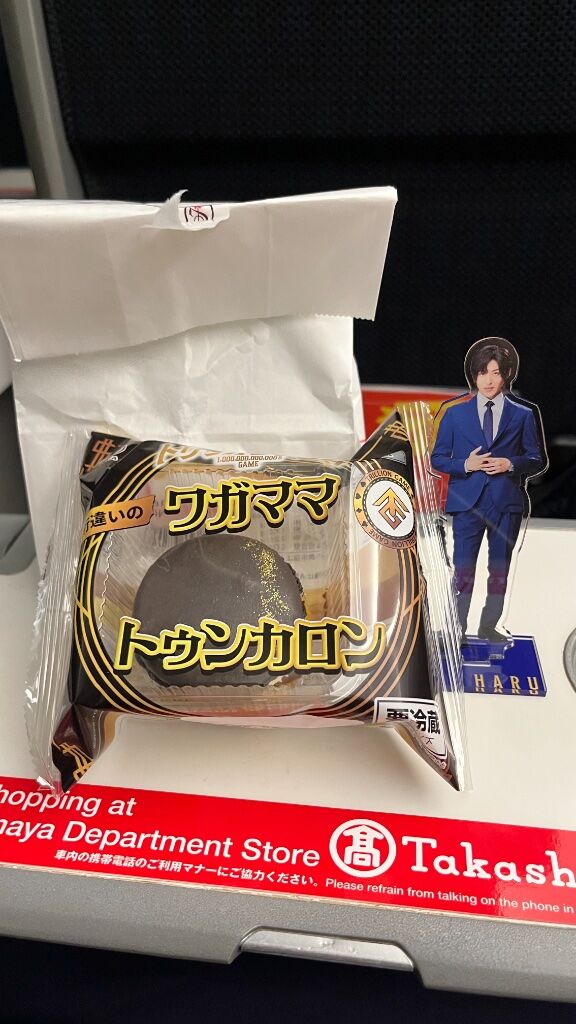 1,000,000,000,000's
GAME
違いの
ワガママ
トゥンカロン
要冷蔵
HARU
hopping at
aya Department Store
髙 Takash
車内の携帯電話のご利用マナーにご協力ください。
Please refrain from talking on the phone in